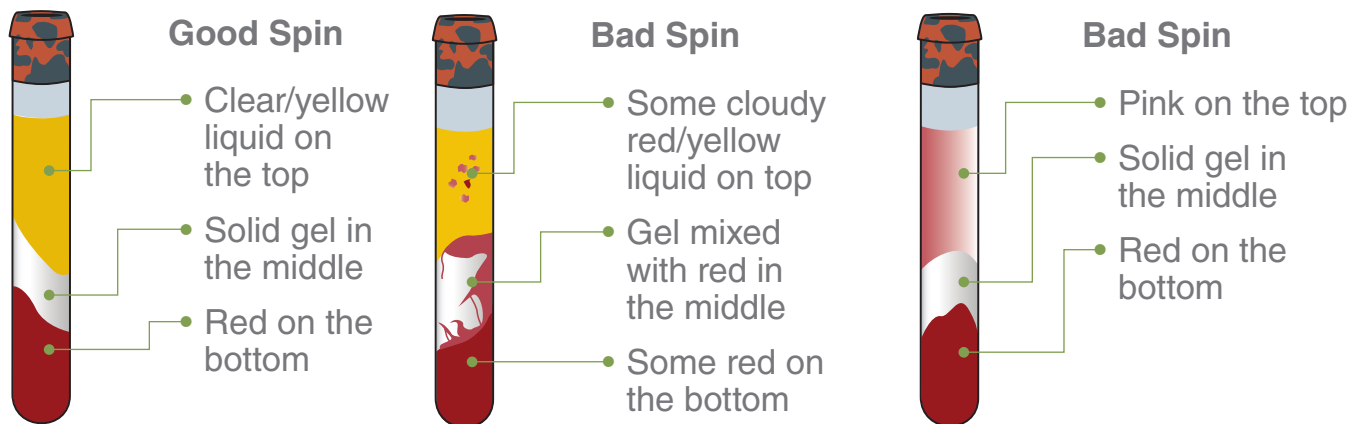 Good Spin
Clear/yellow
liquid on
the top
Solid gel in
the middle
Red on the
bottom
Bad Spin
Some cloudy
red/yellow
liquid on top
Gel mixed
with red in
the middle
Some red on
the bottom
Bad Spin
Pink on the top
Solid gel in
the middle
Red on the
bottom